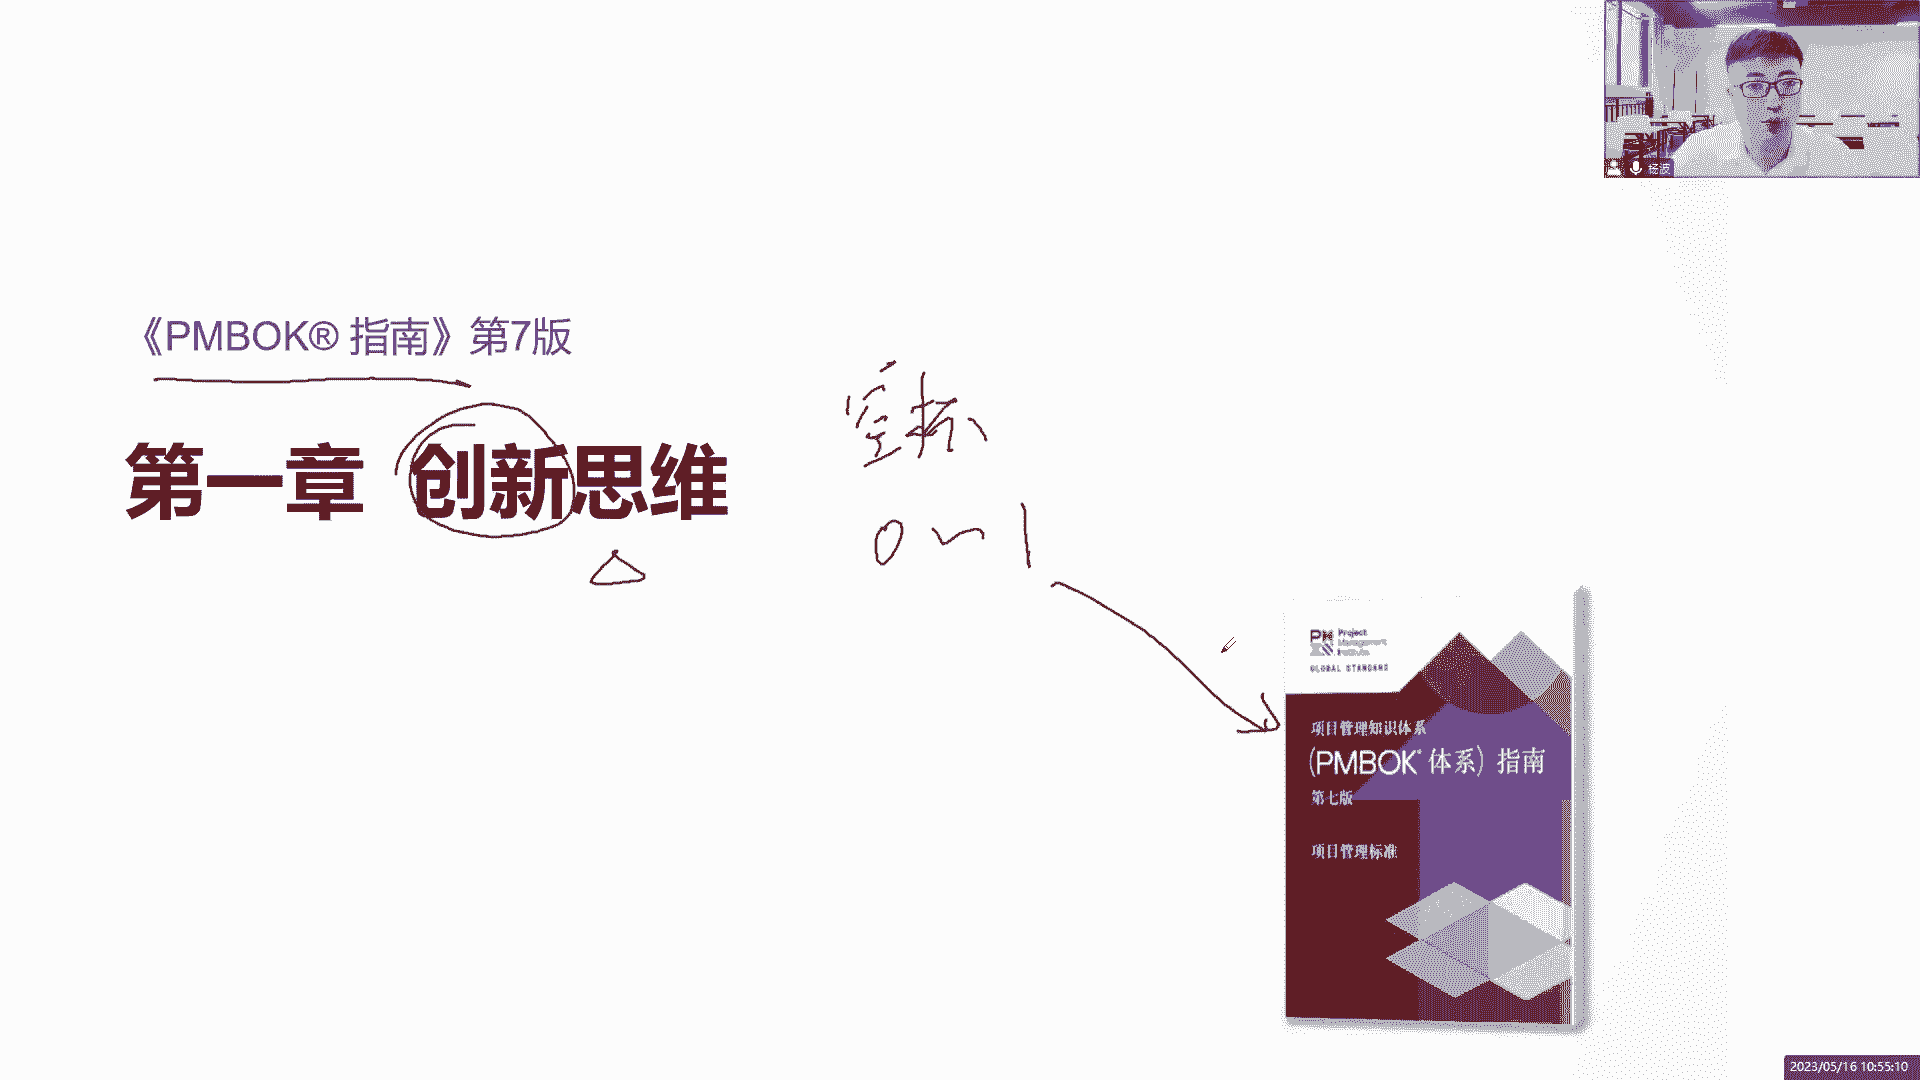 杨波
《PMBOK® 指南》第7版
第一章 创新思维
空杯
0~1
PM
Project
Management
Institute
GLOBAL STANDARD
项目管理知识体系
(PMBOK®体系) 指南
第七版
项目管理标准
2023/05/16 10:55:10